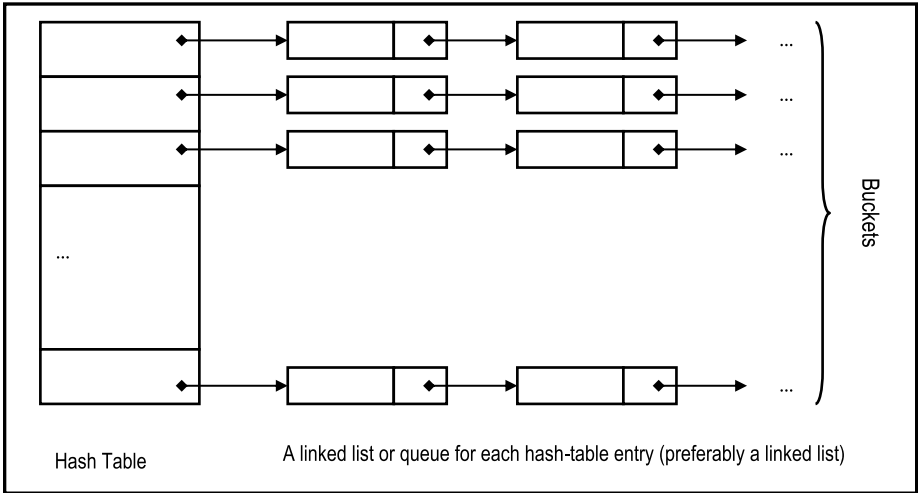 ...
...
...
Buckets
...
...
Hash Table
A linked list or queue for each hash-table entry (preferably a linked list)